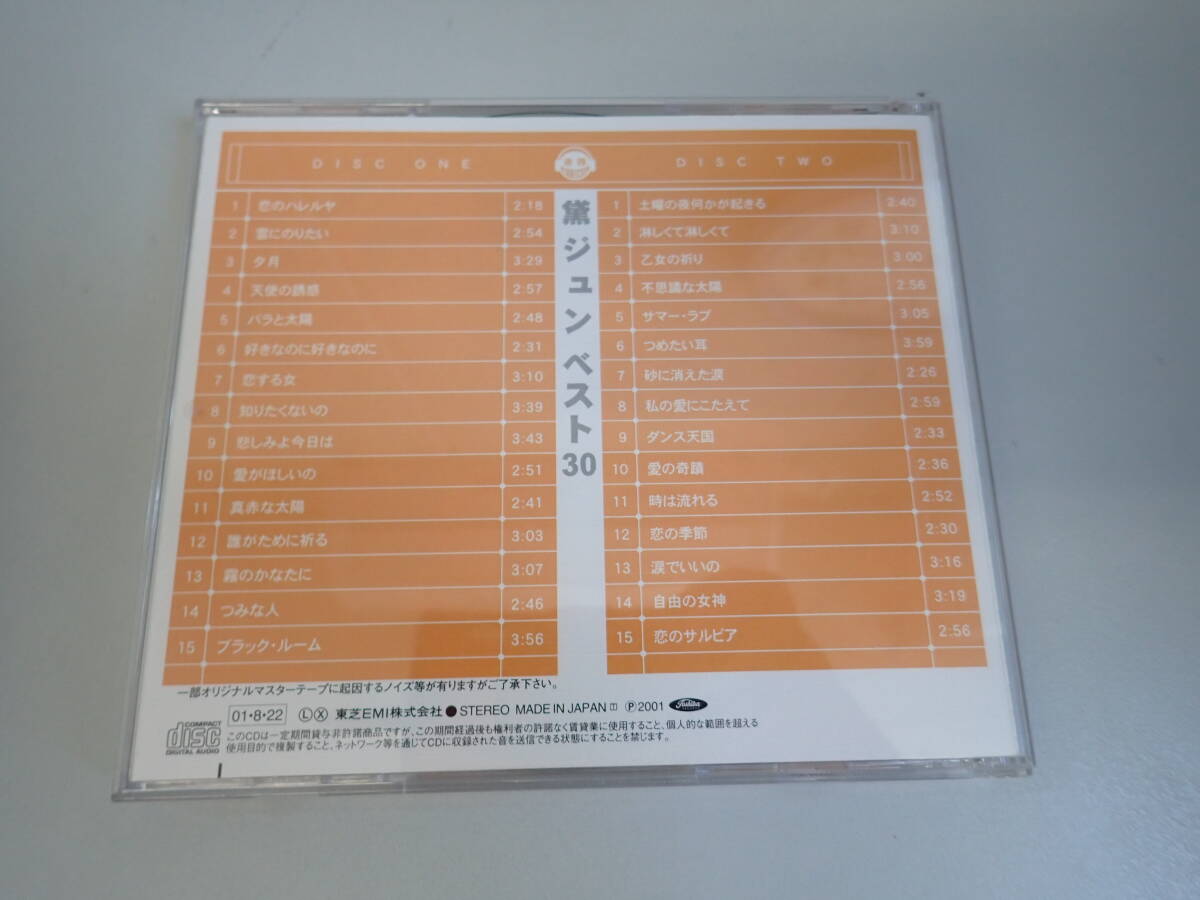 DISC ONE
1 恋のハレルヤ 2:18
2 雲にのりたい 2:54
3 夕月 3:29
4 天使の誘惑 2:57
5 バラと太陽 2:48
6 好きなのに好きなのに 2:31
7 恋する女 3:10
8 知りたくないの 3:39
9 悲しみよ今日は 3:43
10 愛がほしいの 2:51
11 真赤な太陽 2:41
12 誰がために祈る 3:03
13 霧のかなたに 3:07
14 つみな人 2:46
15 ブラック・ルーム 3:56
黛ジュン ベスト30
DISC TWO
1 土曜の夜何かが起きる 2:40
2 淋しくて淋しくて 3:10
3 乙女の祈り 3:00
4 不思議な太陽 2:56
5 サマー・ラブ 3:05
6 つめたい耳 3:59
7 砂に消えた涙 2:26
8 私の愛にこたえて 2:59
9 ダンス天国 2:33
10 愛の奇蹟 2:36
11 時は流れる 2:52
12 恋の季節 2:30
13 涙でいいの 3:16
14 自由の女神 3:19
15 恋のサルビア 2:56
一部オリジナルマスターテープに起因するノイズ等が有りますがご了承下さい。
01・8・22 Ⓛ Ⓧ 東芝EMI株式会社 ● STEREO MADE IN JAPAN Ⓟ2001 Toshiba
COMPACT disc DIGITAL AUDIO
このCDは一定期間貸与非許諾商品ですが、この期間経過後も権利者の許諾なく賃貸業に使用すること、個人的な範囲を超える
使用目的で複製すること、ネットワーク等を通じてCDに収録された音を送信できる状態にすることを禁じます。